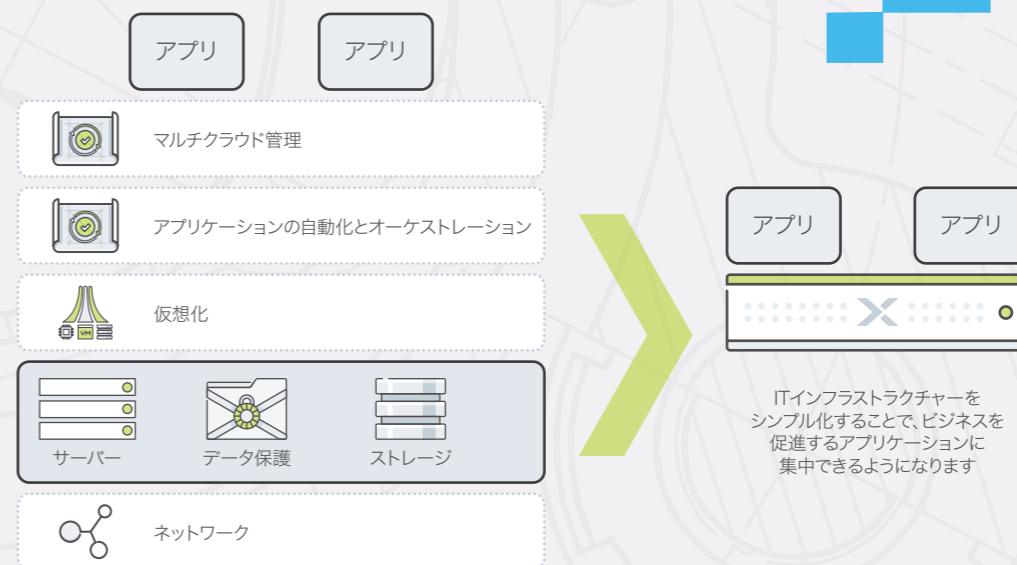 アプリ
アプリ
マルチクラウド管理
アプリケーションの自動化とオーケストレーション
仮想化
VM
サーバー
データ保護
ストレージ
ネットワーク
アプリ
アプリ
ITインフラストラクチャーを
シンプル化することで、ビジネスを
促進するアプリケーションに
集中できるようになります